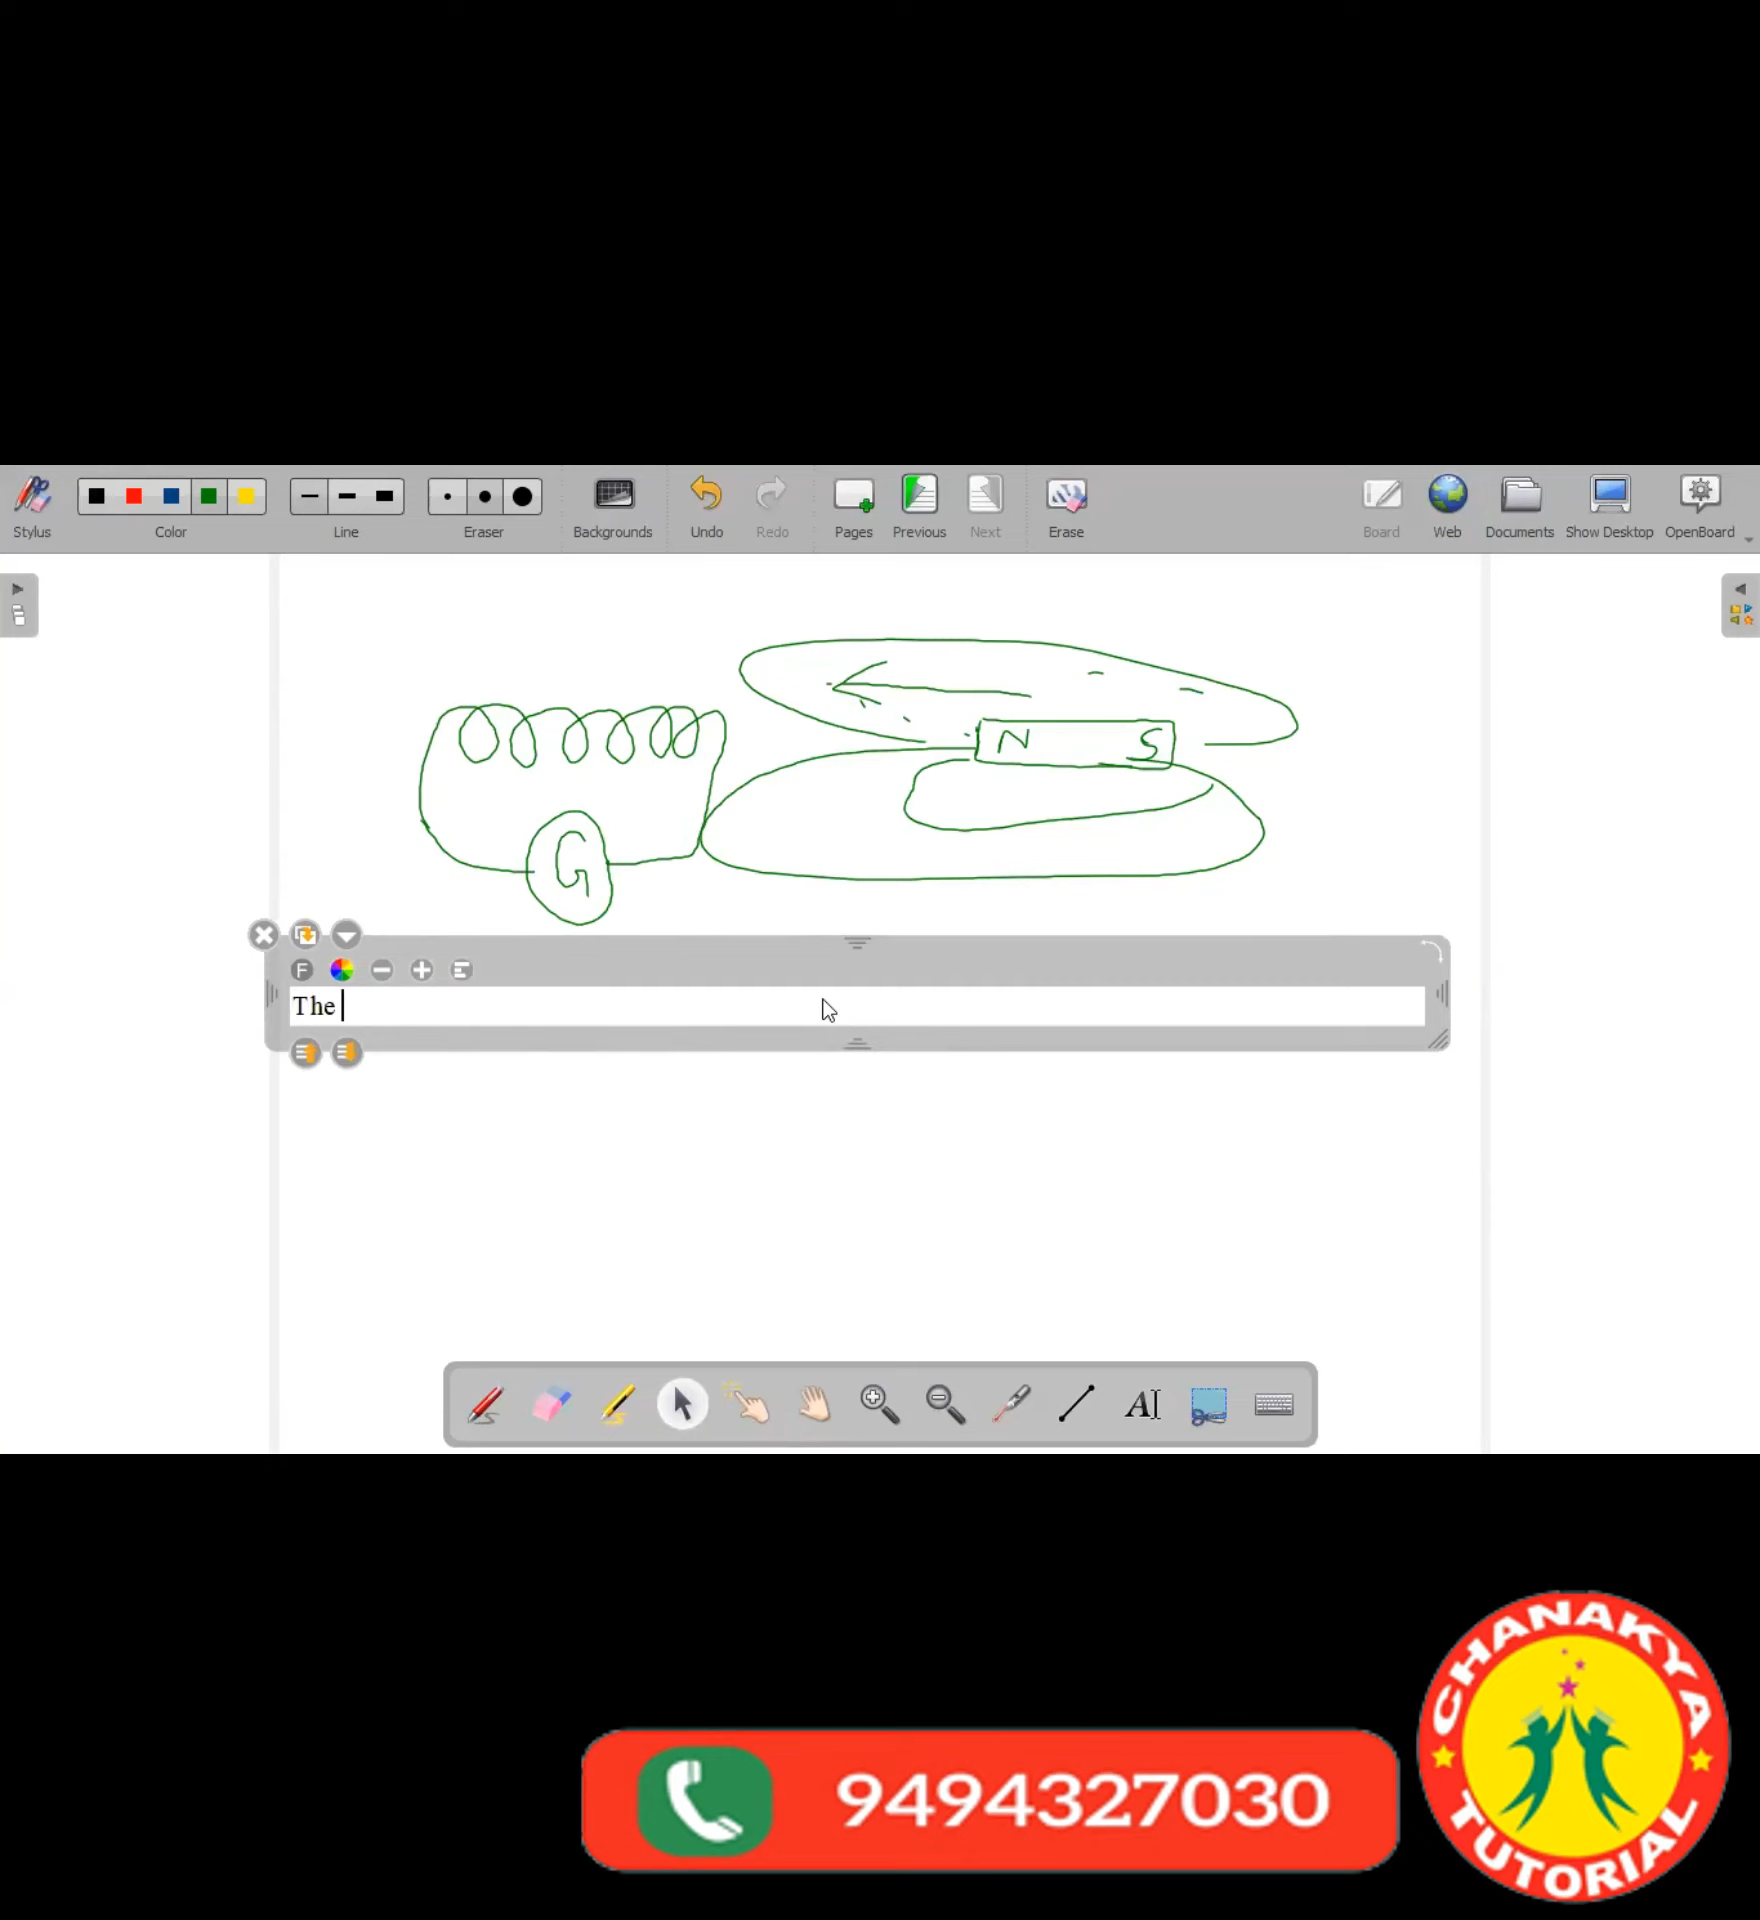 Stylus
Color
Line
Eraser
Backgrounds
Undo
Redo
Pages
Previous
Next
Erase
Board
Web
Documents
Show Desktop
OpenBoard
N S
G
F
The
AI
9494327030
CHANAKYA
TUTORIAL